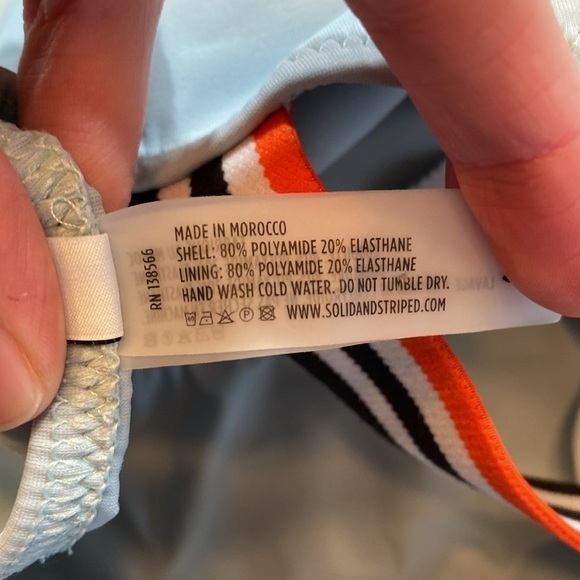 MADE IN MOROCCO
SHELL: 80% POLYAMIDE 20% ELASTHANE
LINING: 80% POLYAMIDE 20% ELASTHANE
HAND WASH COLD WATER. DO NOT TUMBLE DRY.
WWW.SOLIDANDSTRIPED.COM
RN 138566